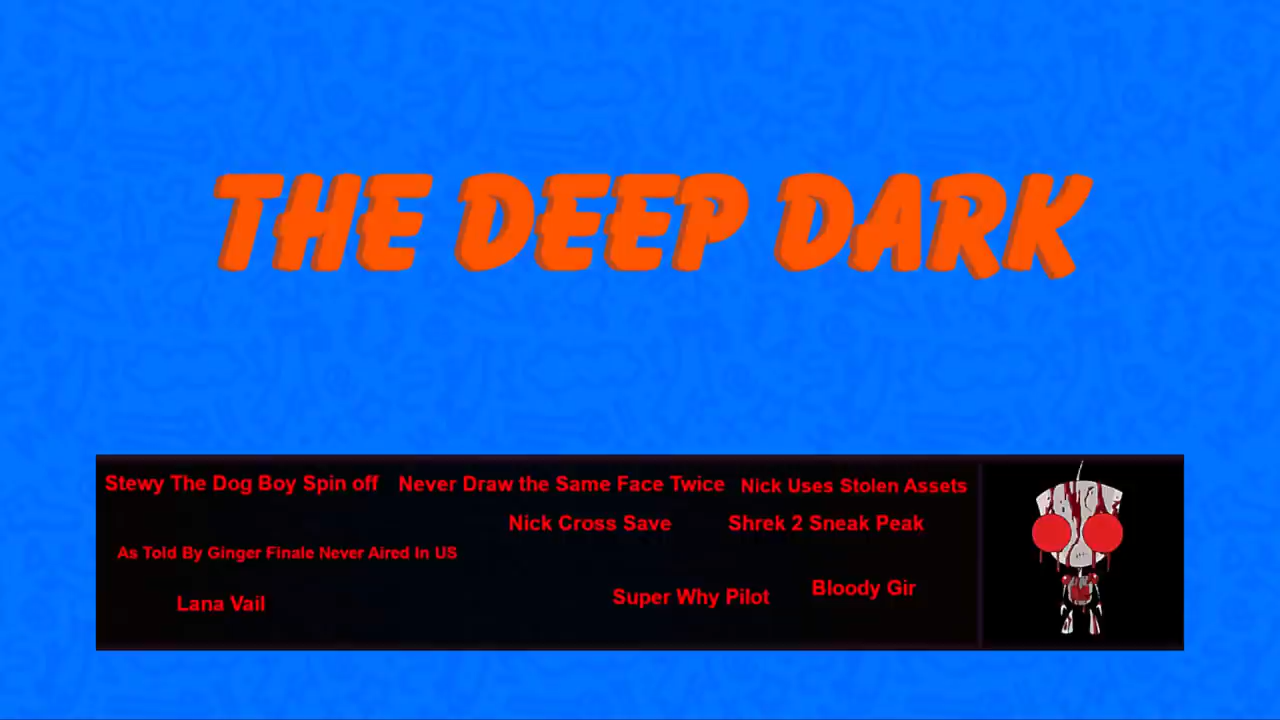 THE DEEP DARK
Stewy The Dog Boy Spin off Never Draw the Same Face Twice Nick Uses Stolen Assets
Nick Cross Save Shrek 2 Sneak Peak
As Told By Ginger Finale Never Aired In US
Lana Vail Super Why Pilot Bloody Gir